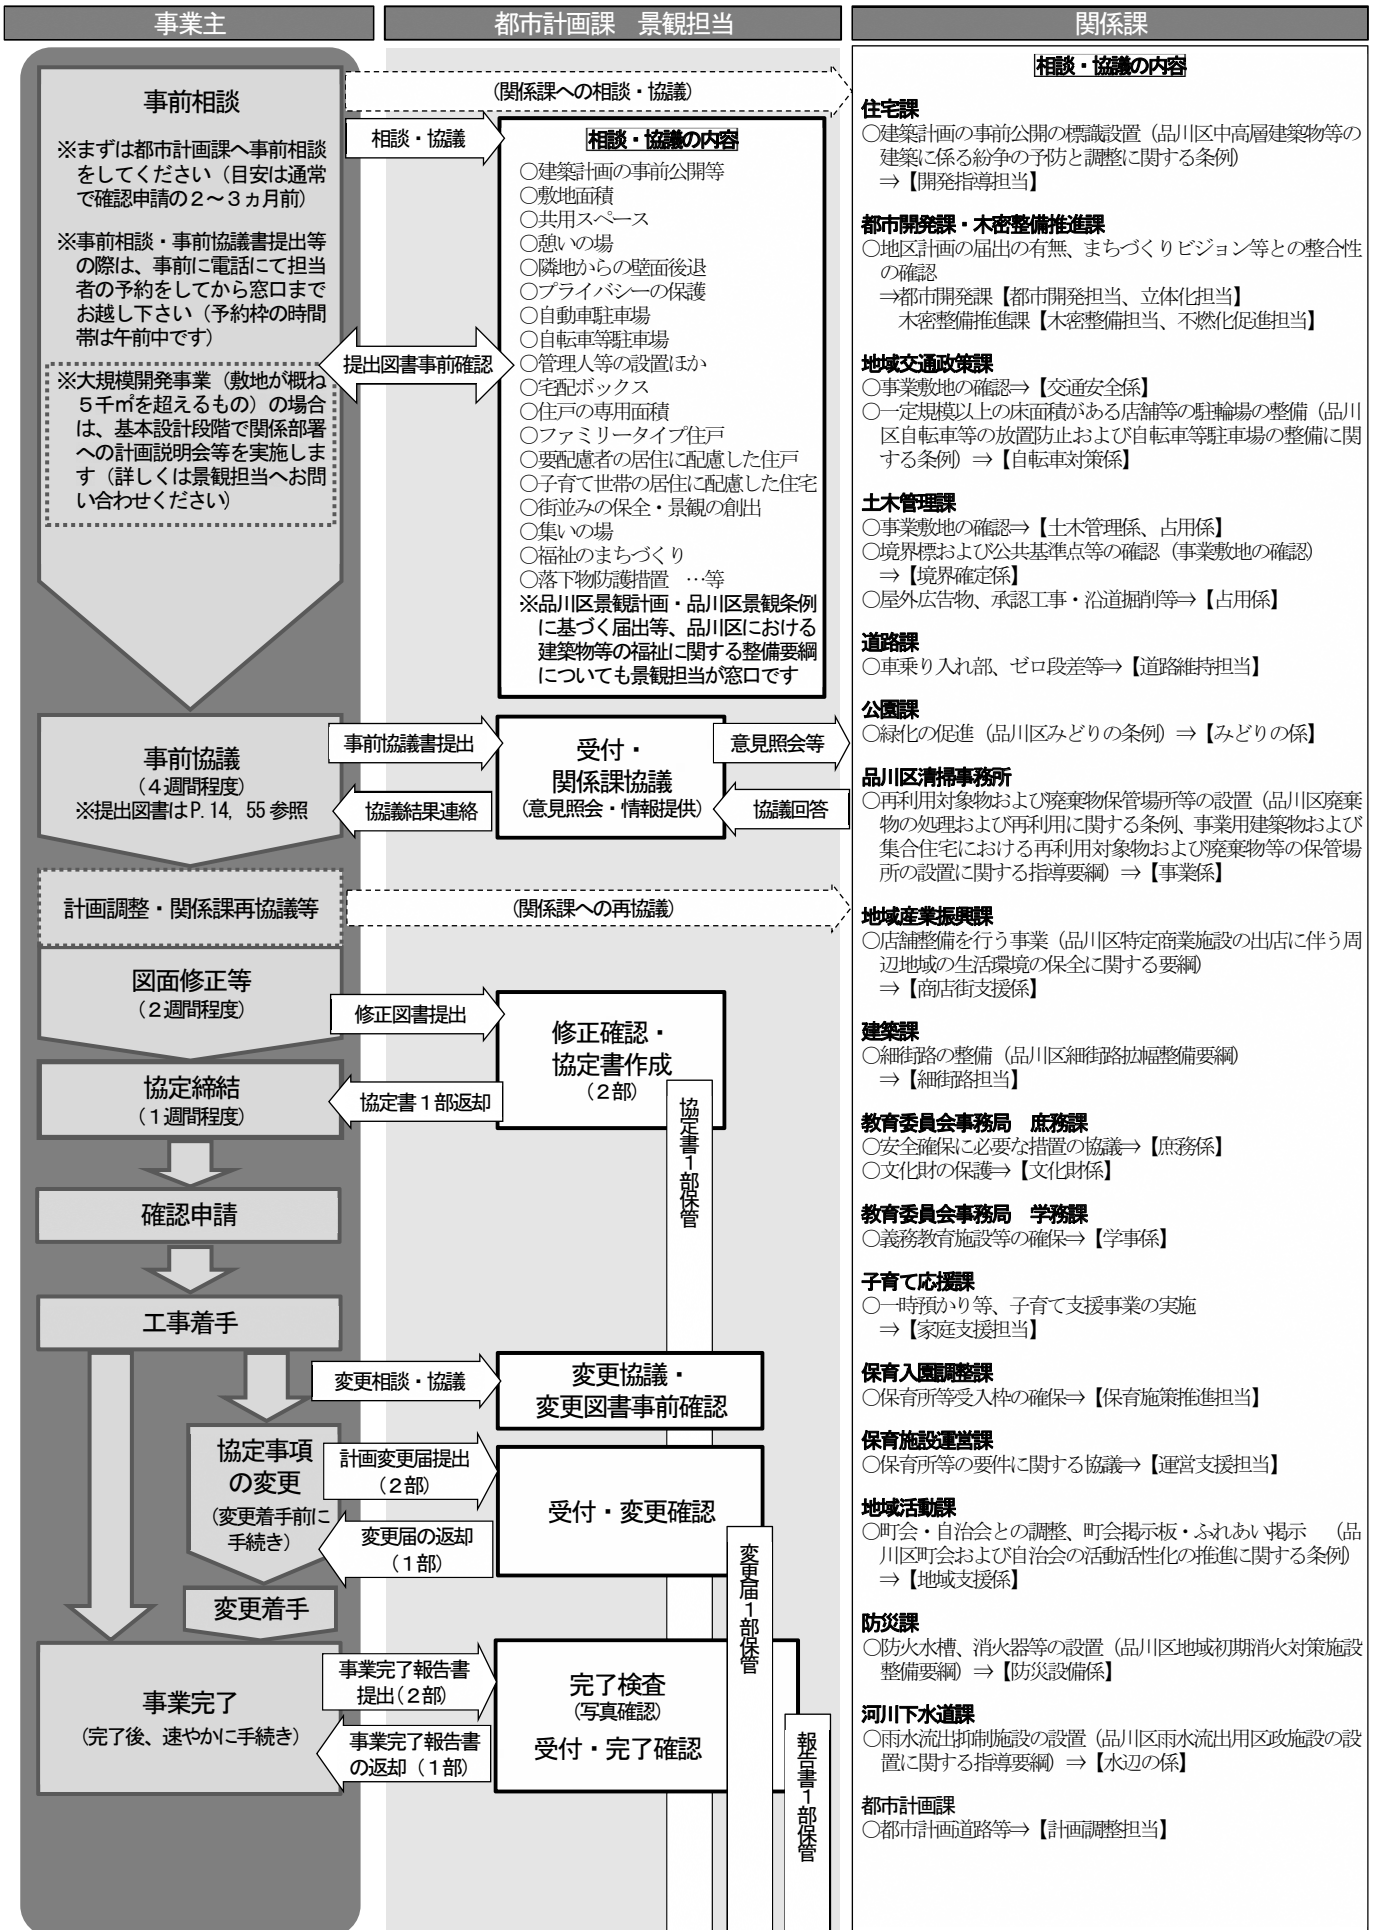 事業主
都市計画課　景観担当
関係課
事前相談
※まずは都市計画課へ事前相談
をしてください（目安は通常
で確認申請の２～３ヵ月前）
※事前相談・事前協議書提出等
の際は、事前に電話にて担当
者の予約をしてから窓口まで
お越し下さい（予約枠の時間
帯は午前中です）
※大規模開発事業（敷地が概ね
５千㎡を超えるもの）の場合
は、基本設計段階で関係部署
への計画説明会等を実施しま
す（詳しくは景観担当へお問
い合わせください）
(関係課への相談・協議)
相談・協議
提出図書事前確認
相談・協議の内容
○建築計画の事前公開等
○敷地面積
○共用スペース
○憩いの場
○隣地からの壁面後退
○プライバシーの保護
○自動車駐車場
○自転車等駐車場
○管理人等の設置ほか
○宅配ボックス
○住戸の専用面積
○ファミリータイプ住戸
○要配慮者の居住に配慮した住戸
○子育て世帯の居住に配慮した住宅
○街並みの保全・景観の創出
○集いの場
○福祉のまちづくり
○落下物防護措置　…等
※品川区景観計画・品川区景観条例
に基づく届出等、品川区における
建築物等の福祉に関する整備要綱
についても景観担当が窓口です
事前協議
(４週間程度)
※提出図書はP.14, 55 参照
事前協議書提出
協議結果連絡
受付・
関係課協議
(意見照会・情報提供)
意見照会等
協議回答
計画調整・関係課再協議等
(関係課への再協議)
図面修正等
(２週間程度)
修正図書提出
修正確認・
協定書作成
(２部)
協定締結
(１週間程度)
協定書１部返却
協定書１部保管
確認申請
工事着手
変更相談・協議
変更協議・
変更図書事前確認
協定事項
の変更
(変更着手前に
手続き)
計画変更届提出
(２部)
変更届の返却
(１部)
受付・変更確認
変更届１部保管
変更着手
事業完了
(完了後、速やかに手続き)
事業完了報告書
提出(２部)
事業完了報告書
の返却（１部）
完了検査
(写真確認)
受付・完了確認
報告書１部保管
相談・協議の内容
住宅課
○建築計画の事前公開の標識設置（品川区中高層建築物等の
建築に係る紛争の予防と調整に関する条例）
⇒【開発指導担当】
都市開発課・木密整備推進課
○地区計画の届出の有無、まちづくりビジョン等との整合性
の確認
⇒都市開発課【都市開発担当、立体化担当】
木密整備推進課【木密整備担当、不燃化促進担当】
地域交通政策課
○事業敷地の確認⇒【交通安全係】
○一定規模以上の床面積がある店舗等の駐輪場の整備（品川
区自転車等の放置防止および自転車等駐車場の整備に関
する条例）⇒【自転車対策係】
土木管理課
○事業敷地の確認⇒【土木管理係、占用係】
○境界標および公共基準点等の確認（事業敷地の確認）
⇒【境界確定係】
○屋外広告物、承認工事・沿道掘削等⇒【占用係】
道路課
○車乗り入れ部、ゼロ段差等⇒【道路維持担当】
公園課
○緑化の促進（品川区みどりの条例）⇒【みどりの係】
品川区清掃事務所
○再利用対象物および廃棄物保管場所等の設置（品川区廃棄
物の処理および再利用に関する条例、事業用建築物および
集合住宅における再利用対象物および廃棄物等の保管場
所の設置に関する指導要綱）⇒【事業係】
地域産業振興課
○店舗整備を行う事業（品川区特定商業施設の出店に伴う周
辺地域の生活環境の保全に関する要綱）
⇒【商店街支援係】
建築課
○細街路の整備（品川区細街路拡幅整備要綱）
⇒【細街路担当】
教育委員会事務局　庶務課
○安全確保に必要な措置の協議⇒【庶務係】
○文化財の保護⇒【文化財係】
教育委員会事務局　学務課
○義務教育施設等の確保⇒【学事係】
子育て応援課
○一時預かり等、子育て支援事業の実施
⇒【家庭支援担当】
保育入園調整課
○保育所等受入枠の確保⇒【保育施策推進担当】
保育施設運営課
○保育所等の要件に関する協議⇒【運営支援担当】
地域活動課
○町会・自治会との調整、町会掲示板・ふれあい掲示　（品
川区町会および自治会の活動活性化の推進に関する条例）
⇒【地域支援係】
防災課
○防火水槽、消火器等の設置（品川区地域初期消火対策施設
整備要綱）⇒【防災設備係】
河川下水道課
○雨水流出抑制施設の設置（品川区雨水流出用区政施設の設
置に関する指導要綱）⇒【水辺の係】
都市計画課
○都市計画道路等⇒【計画調整担当】